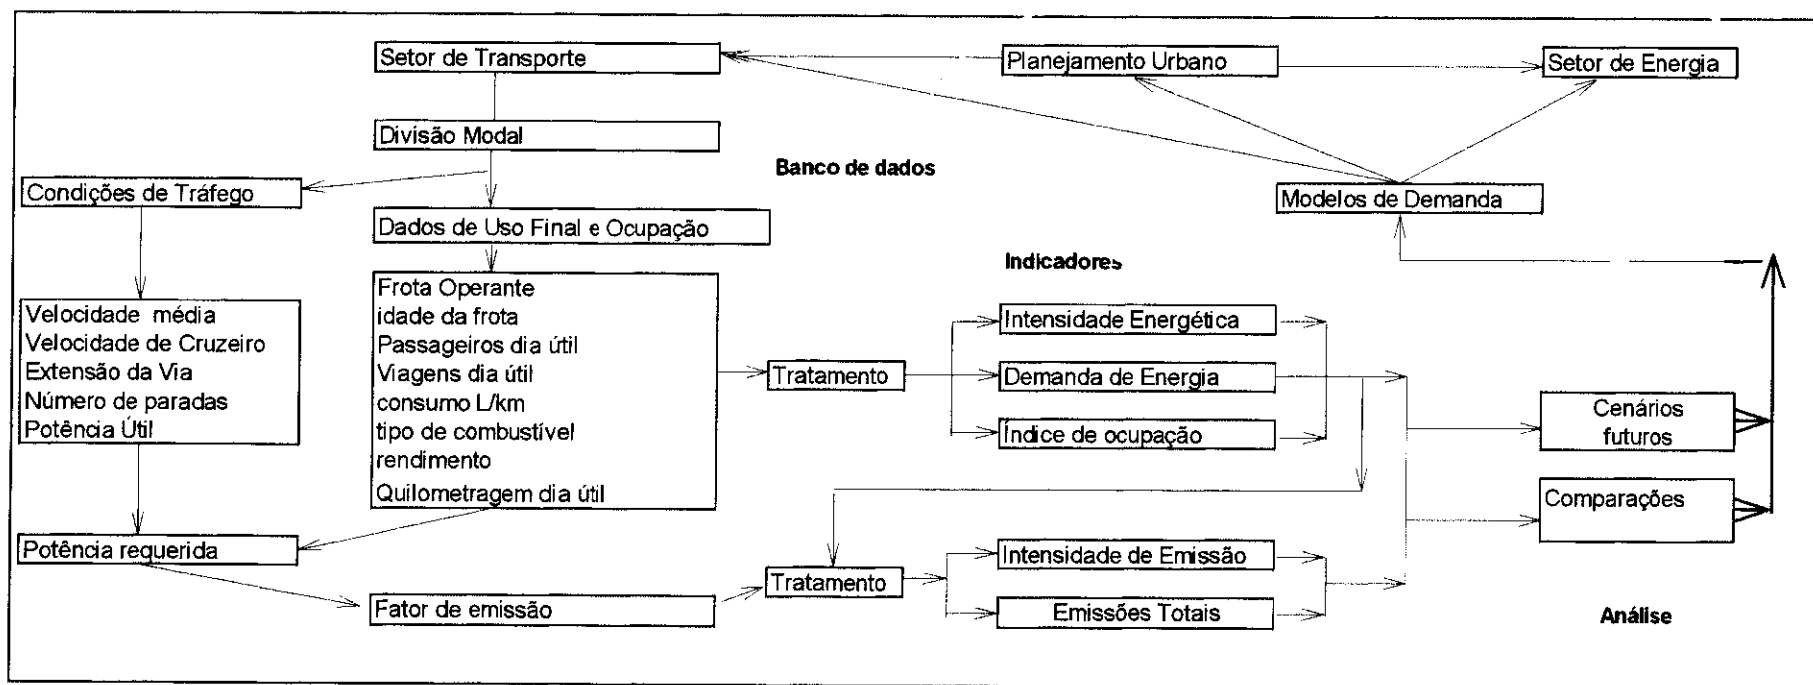 Setor de Transporte
Planejamento Urbano
Setor de Energia
Divisão Modal
Banco de dados
Condições de Tráfego
Modelos de Demanda
Dados de Uso Final e Ocupação
Indicadores
Frota Operante
idade da frota
Passageiros dia útil
Viagens dia útil
consumo L/km
tipo de combustível
rendimento
Quilometragem dia útil
Velocidade média
Velocidade de Cruzeiro
Extensão da Via
Número de paradas
Potência Útil
Intensidade Energética
Tratamento
Demanda de Energia
Índice de ocupação
Cenários
futuros
Comparações
Potência requerida
Intensidade de Emissão
Tratamento
Fator de emissão
Emissões Totais
Análise